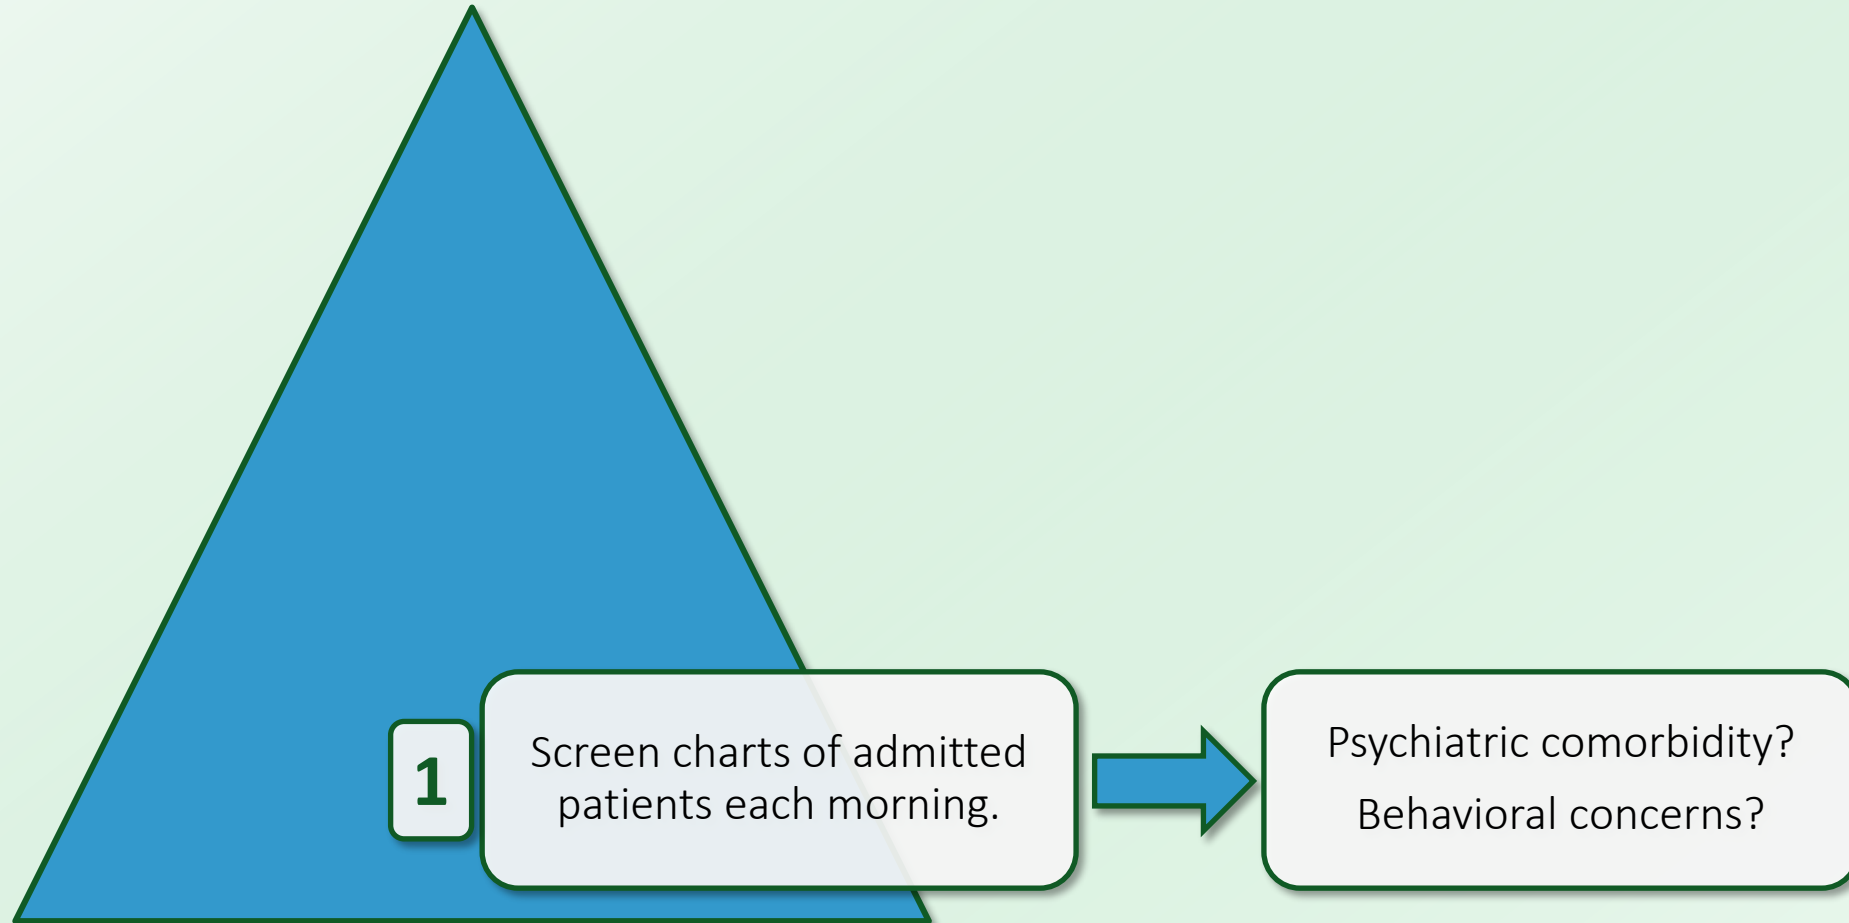 1
Screen charts of admitted
patients each morning.
Psychiatric comorbidity?
Behavioral concerns?